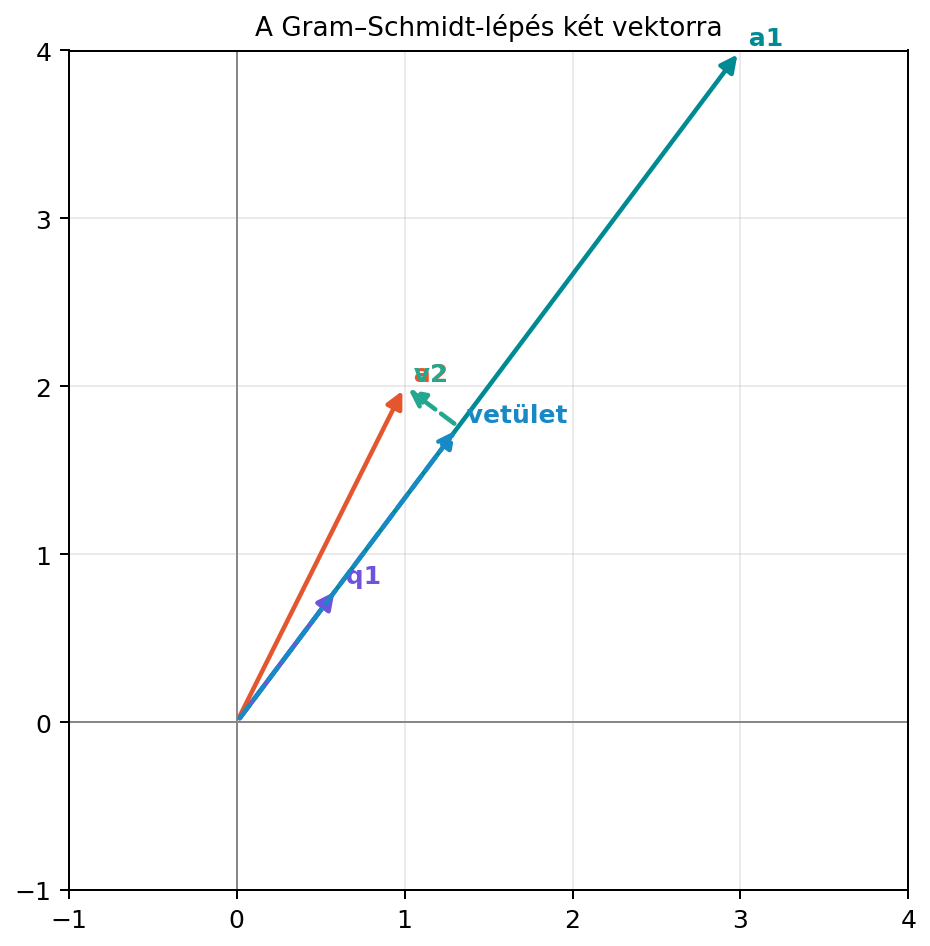 A Gram–Schmidt-lépés két vektorra
a1
4
3
2
v2
vetület
1
q1
0
−1
−1 0 1 2 3 4